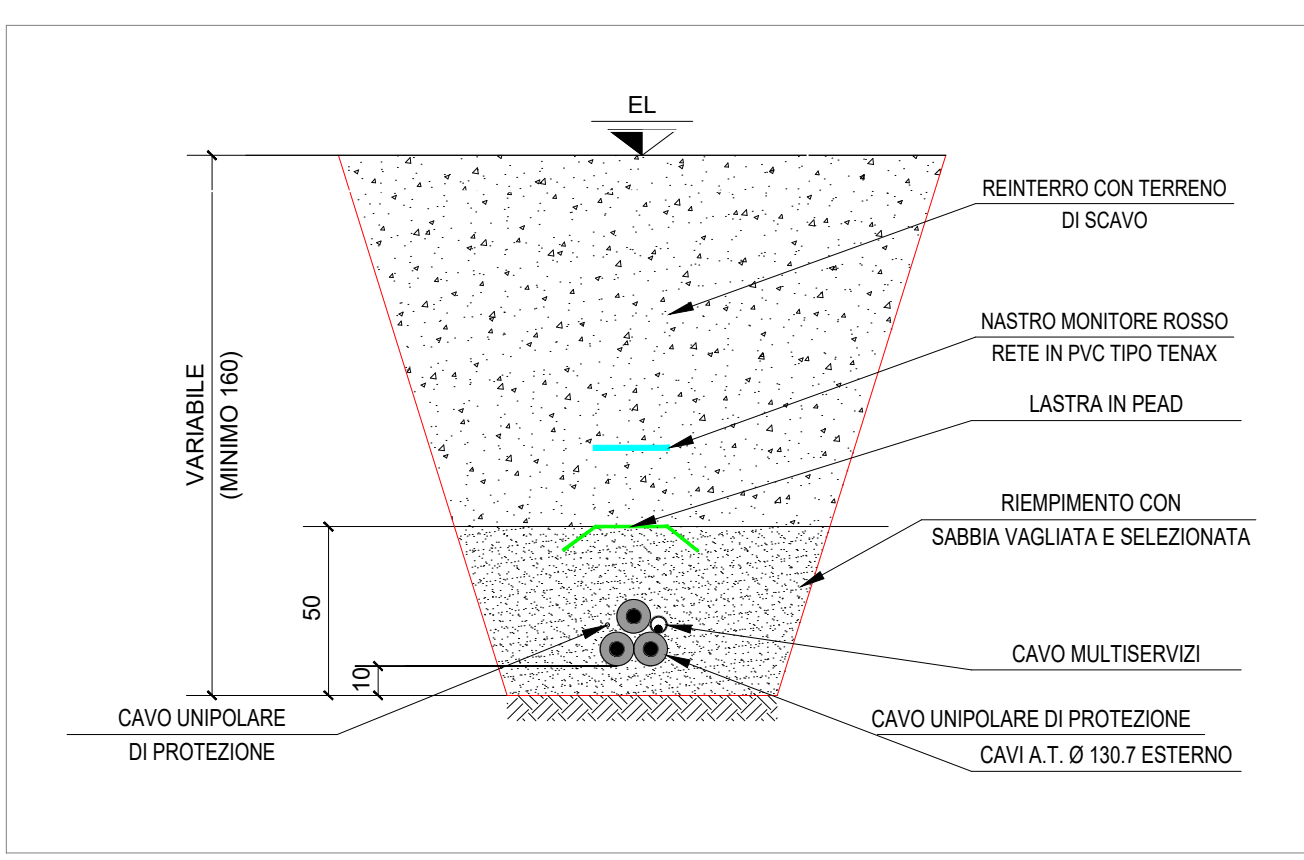 EL
REINTERRO CON TERRENO
DI SCAVO
NASTRO MONITORE ROSSO
RETE IN PVC TIPO TENAX
LASTRA IN PEAD
VARIABILE
(MINIMO 160)
RIEMPIMENTO CON
SABBIA VAGLIATA E SELEZIONATA
50
10
CAVO MULTISERVIZI
CAVO UNIPOLARE
DI PROTEZIONE
CAVO UNIPOLARE DI PROTEZIONE
CAVI A.T. Ø 130.7 ESTERNO